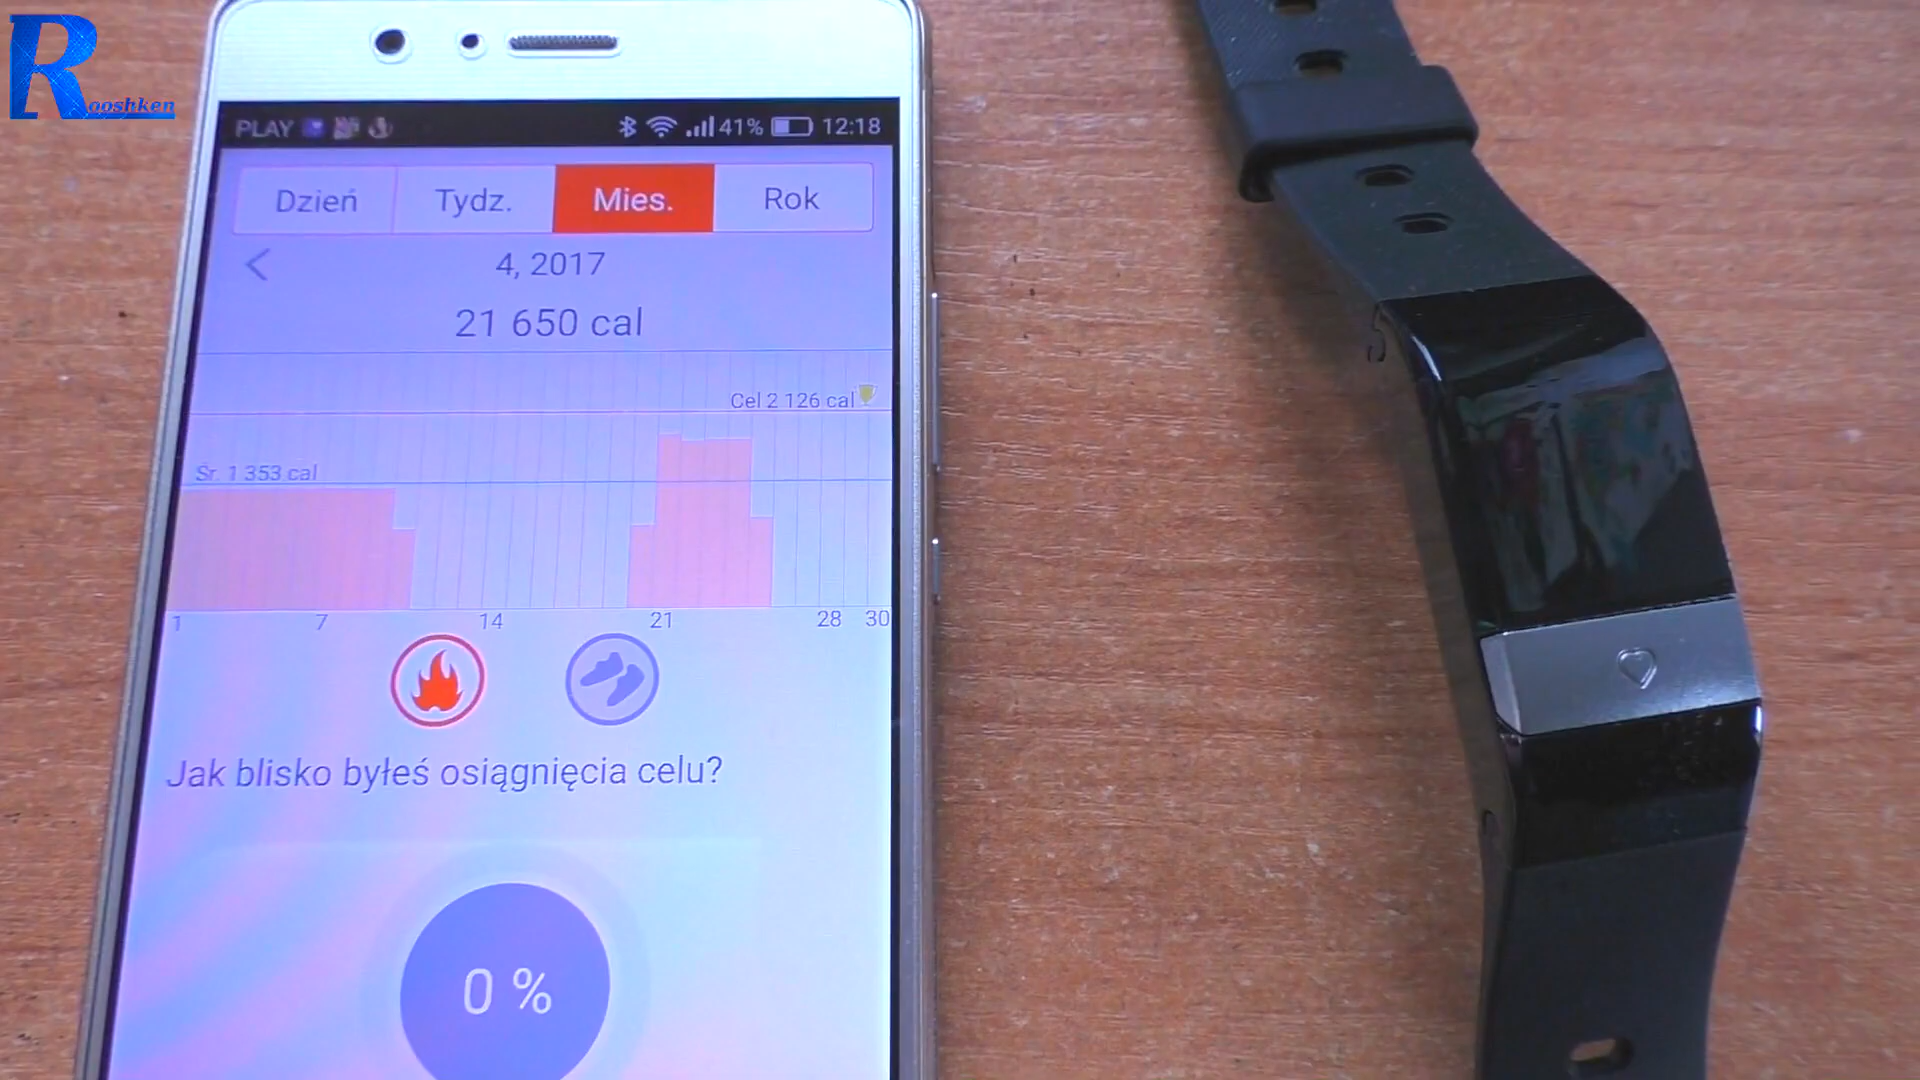 Rooshken
PLAY 41% 12:18
Dzień Tydz. Mies. Rok
4, 2017
21 650 cal
Cel 2 126 cal
Śr. 1 353 cal
1 7 14 21 28 30
Jak blisko byłeś osiągnięcia celu?
0 %